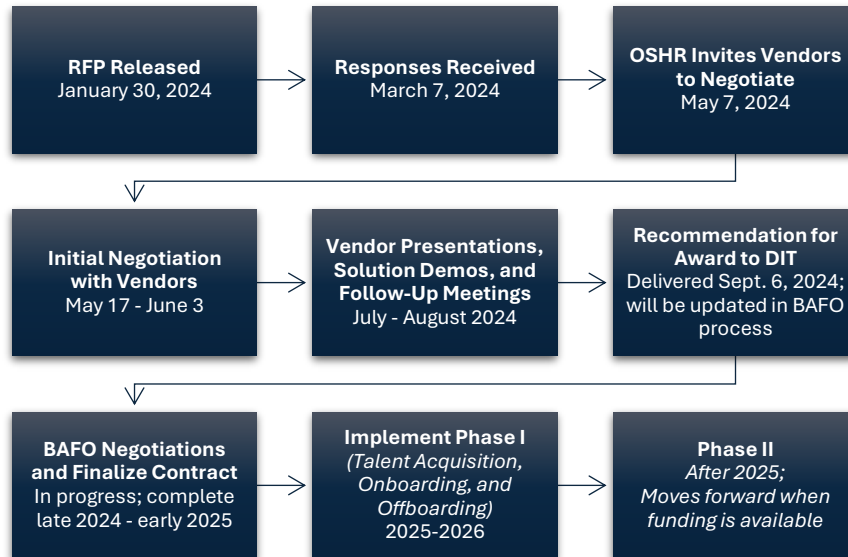 RFP Released
January 30, 2024
Responses Received
March 7, 2024
OSHR Invites Vendors
to Negotiate
May 7, 2024
Initial Negotiation
with Vendors
May 17 - June 3
Vendor Presentations,
Solution Demos, and
Follow-Up Meetings
July - August 2024
Recommendation for
Award to DIT
Delivered Sept. 6, 2024;
will be updated in BAFO
process
BAFO Negotiations
and Finalize Contract
In progress; complete
late 2024 - early 2025
Implement Phase I
(Talent Acquisition,
Onboarding, and
Offboarding)
2025-2026
Phase II
After 2025;
Moves forward when
funding is available